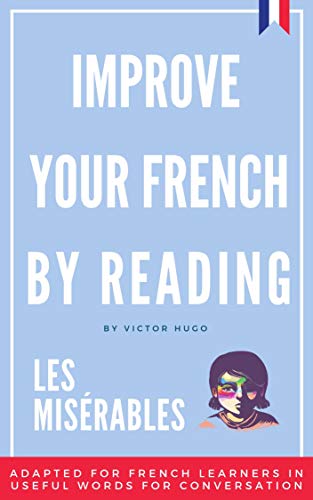 IMPROVE
YOUR FRENCH
BY READING
BY VICTOR HUGO
LES
MISÉRABLES
ADAPTED FOR FRENCH LEARNERS IN
USEFUL WORDS FOR CONVERSATION